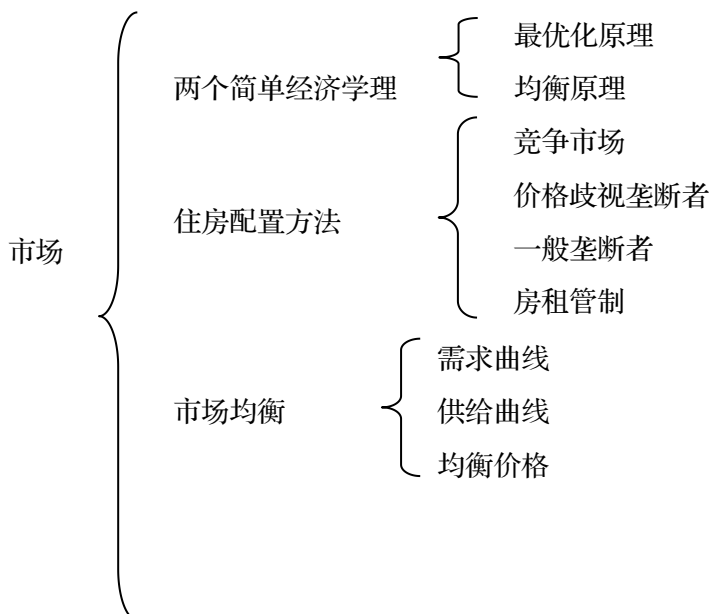 市场
两个简单经济学理
最优化原理
均衡原理
住房配置方法
竞争市场
价格歧视垄断者
一般垄断者
房租管制
市场均衡
需求曲线
供给曲线
均衡价格